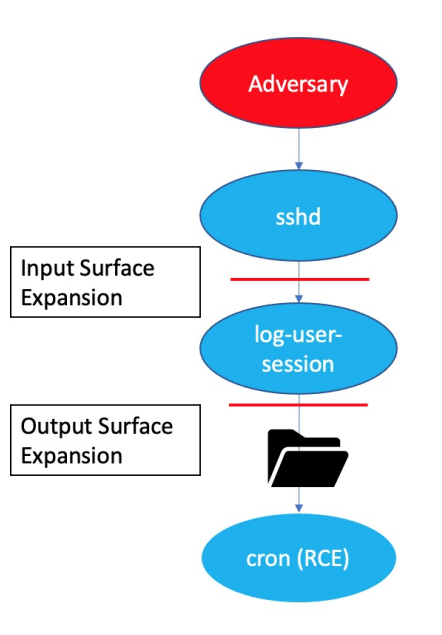 Adversary
sshd
Input Surface
Expansion
log-user-
session
Output Surface
Expansion
cron (RCE)